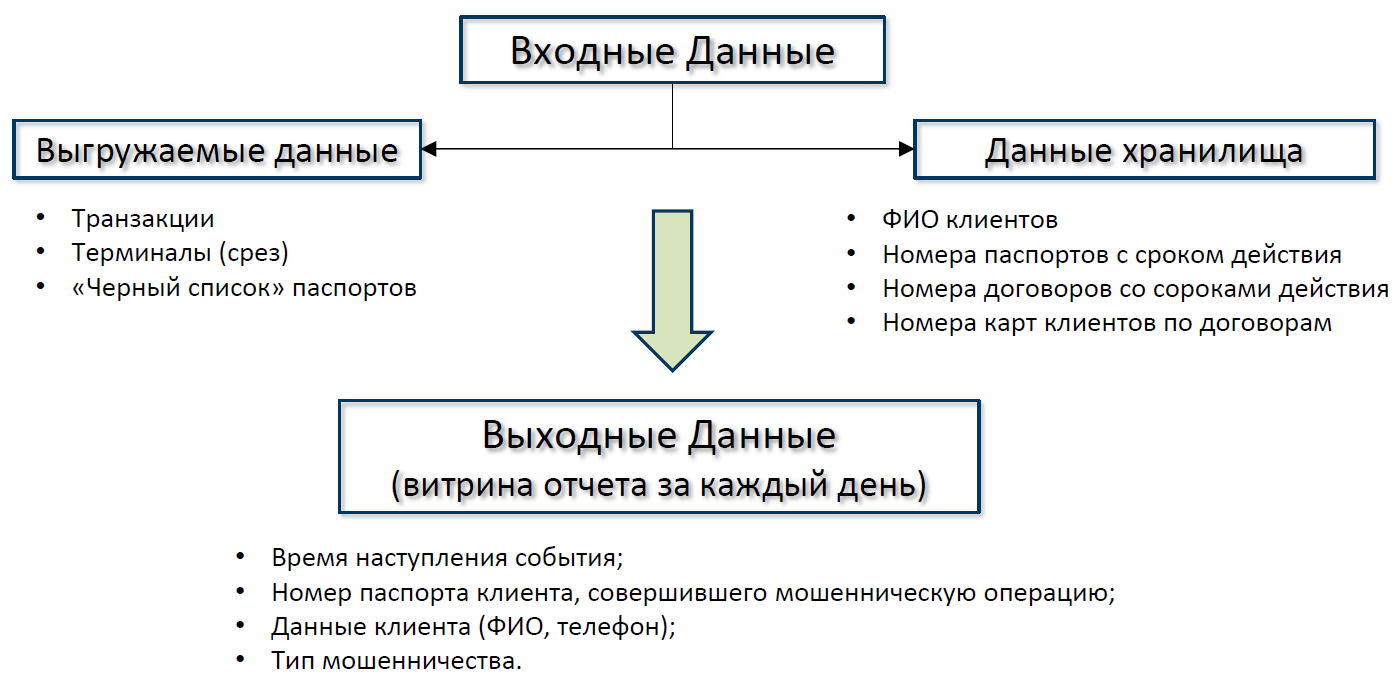 Входные Данные
Выгружаемые данные
Данные хранилища
• Транзакции
• Терминалы (срез)
• «Черный список» паспортов
• ФИО клиентов
• Номера паспортов с сроком действия
• Номера договоров со сороками действия
• Номера карт клиентов по договорам
Выходные Данные
(витрина отчета за каждый день)
• Время наступления события;
• Номер паспорта клиента, совершившего мошенническую операцию;
• Данные клиента (ФИО, телефон);
• Тип мошенничества.